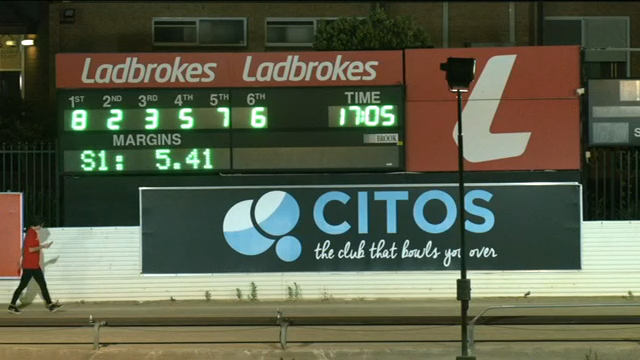 Ladbrokes Ladbrokes
1ST 2ND 3RD 4TH 5TH 6TH TIME
8 2 3 5 7 6 17:05
MARGINS BROOK
S1: 5.41
CITOS
the club that bowls you over